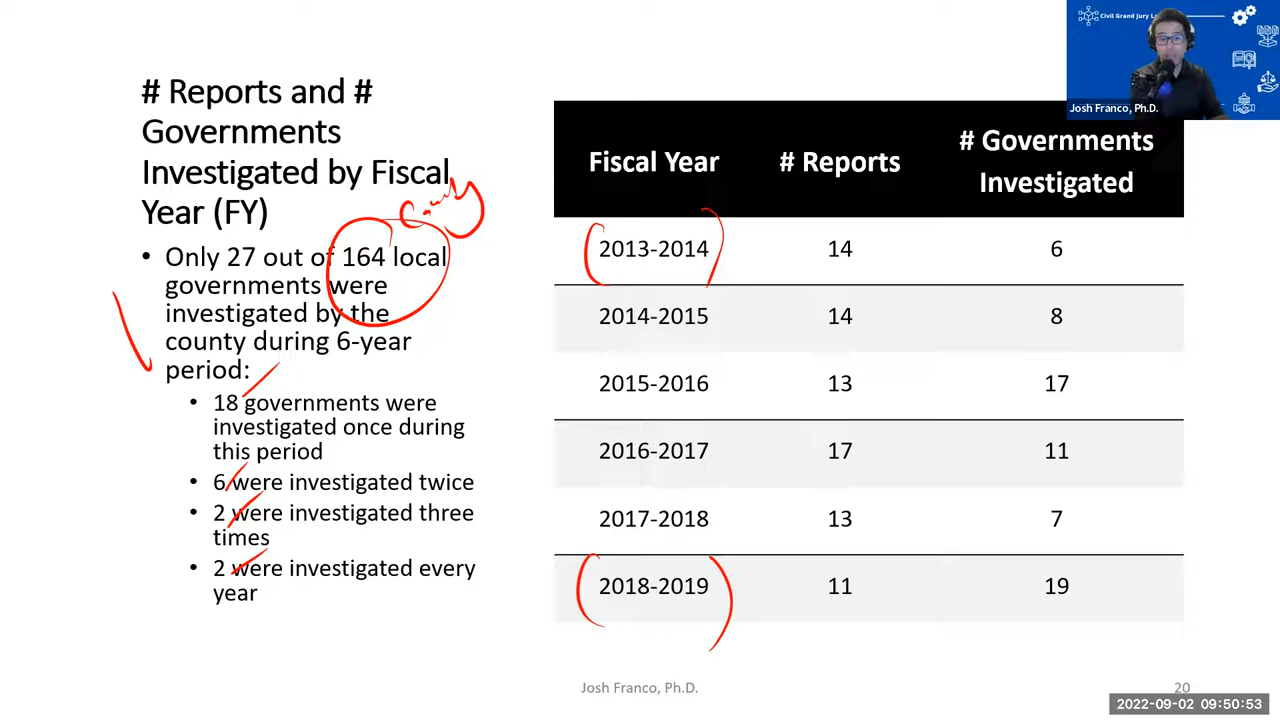 Civil Grand Jury
Josh Franco, Ph.D.
# Reports and #
Governments
Investigated by Fiscal
Year (FY)
County
• Only 27 out of 164 local
governments were
investigated by the
county during 6-year
period:
• 18 governments were
investigated once during
this period
• 6 were investigated twice
• 2 were investigated three
times
• 2 were investigated every
year
Fiscal Year # Reports # Governments Investigated
2013-2014 14 6
2014-2015 14 8
2015-2016 13 17
2016-2017 17 11
2017-2018 13 7
2018-2019 11 19
Josh Franco, Ph.D.
20
2022-09-02 09:50:53